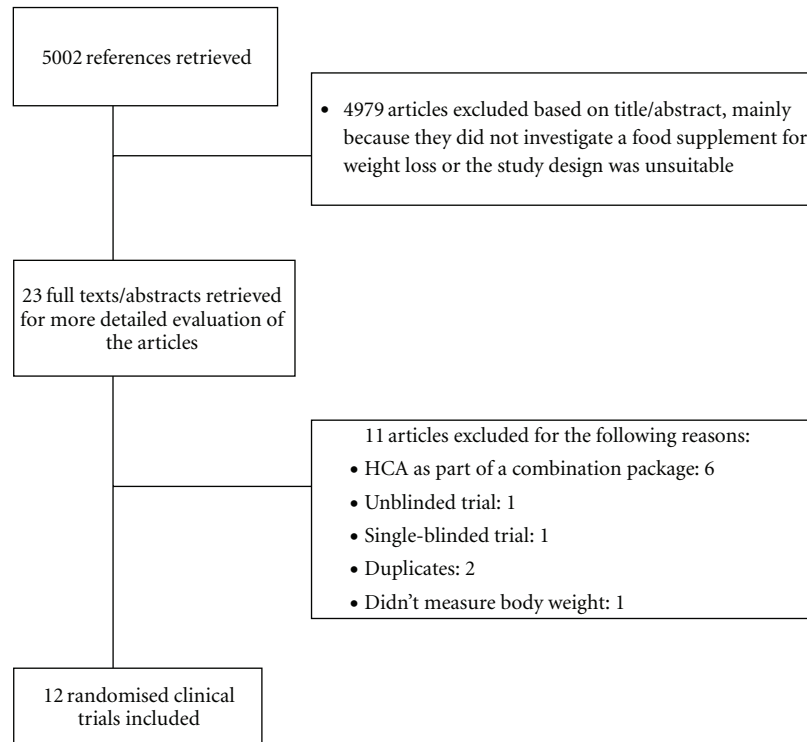 5002 references retrieved
• 4979 articles excluded based on title/abstract, mainly
because they did not investigate a food supplement for
weight loss or the study design was unsuitable
23 full texts/abstracts retrieved
for more detailed evaluation of
the articles
11 articles excluded for the following reasons:
• HCA as part of a combination package: 6
• Unblinded trial: 1
• Single-blinded trial: 1
• Duplicates: 2
• Didn’t measure body weight: 1
12 randomised clinical
trials included